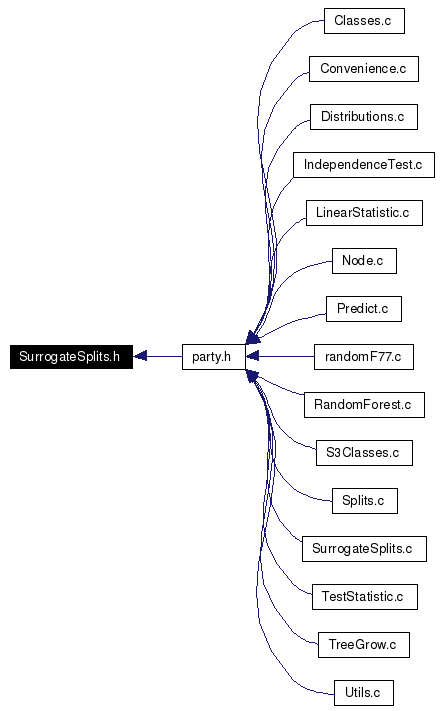 Classes.c
Convenience.c
Distributions.c
IndependenceTest.c
LinearStatistic.c
Node.c
Predict.c
SurrogateSplits.h
party.h
randomF77.c
RandomForest.c
S3Classes.c
Splits.c
SurrogateSplits.c
TestStatistic.c
TreeGrow.c
Utils.c